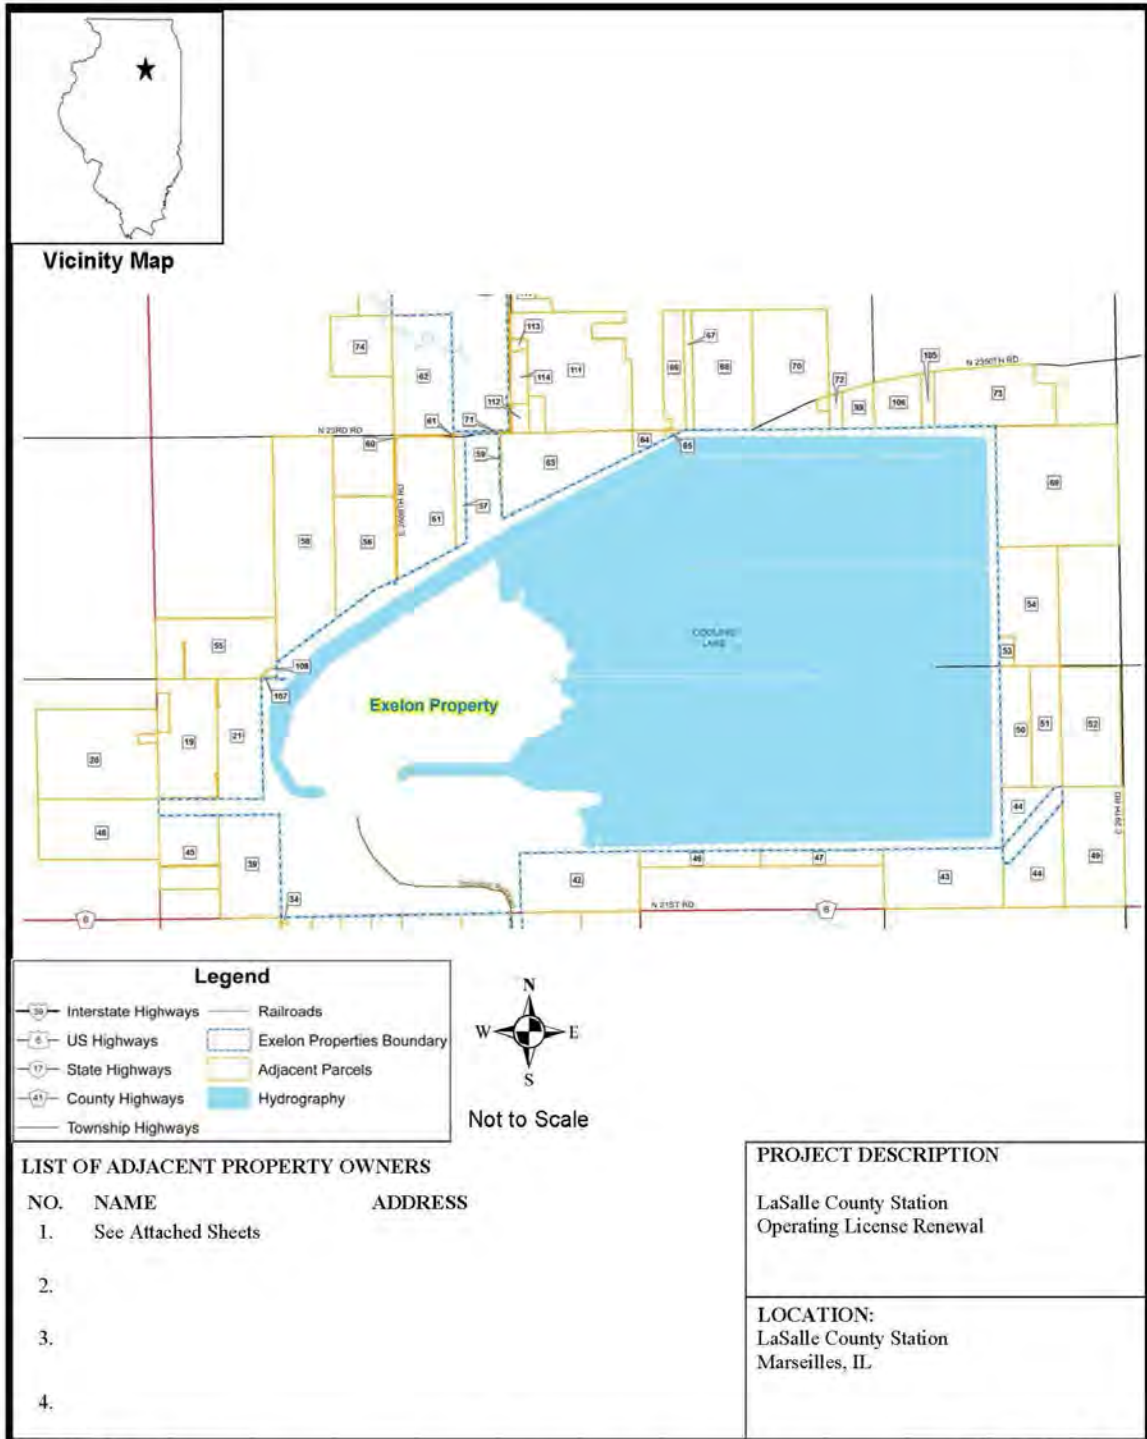 Vicinity Map
113
67
105
74
N 2350TH RD
62
114
111
66
68
70
72
73
99
106
112
61
71
N 23RD RD
60
64
65
59
63
69
E 2608TH RD
57
61
58
56
54
COOLING
LAKE
55
53
108
107
Exelon Property
19
21
50
51
52
20
44
48
45
39
46
47
49
42
43
44
34
N 21ST RD
6
6
E 29TH RD
Legend
39 Interstate Highways
Railroads
6 US Highways
Exelon Properties Boundary
17 State Highways
Adjacent Parcels
41 County Highways
Hydrography
Township Highways
N
W E
S
Not to Scale
LIST OF ADJACENT PROPERTY OWNERS
NO. NAME ADDRESS
1. See Attached Sheets
2.
3.
4.
PROJECT DESCRIPTION
LaSalle County Station
Operating License Renewal
LOCATION:
LaSalle County Station
Marseilles, IL